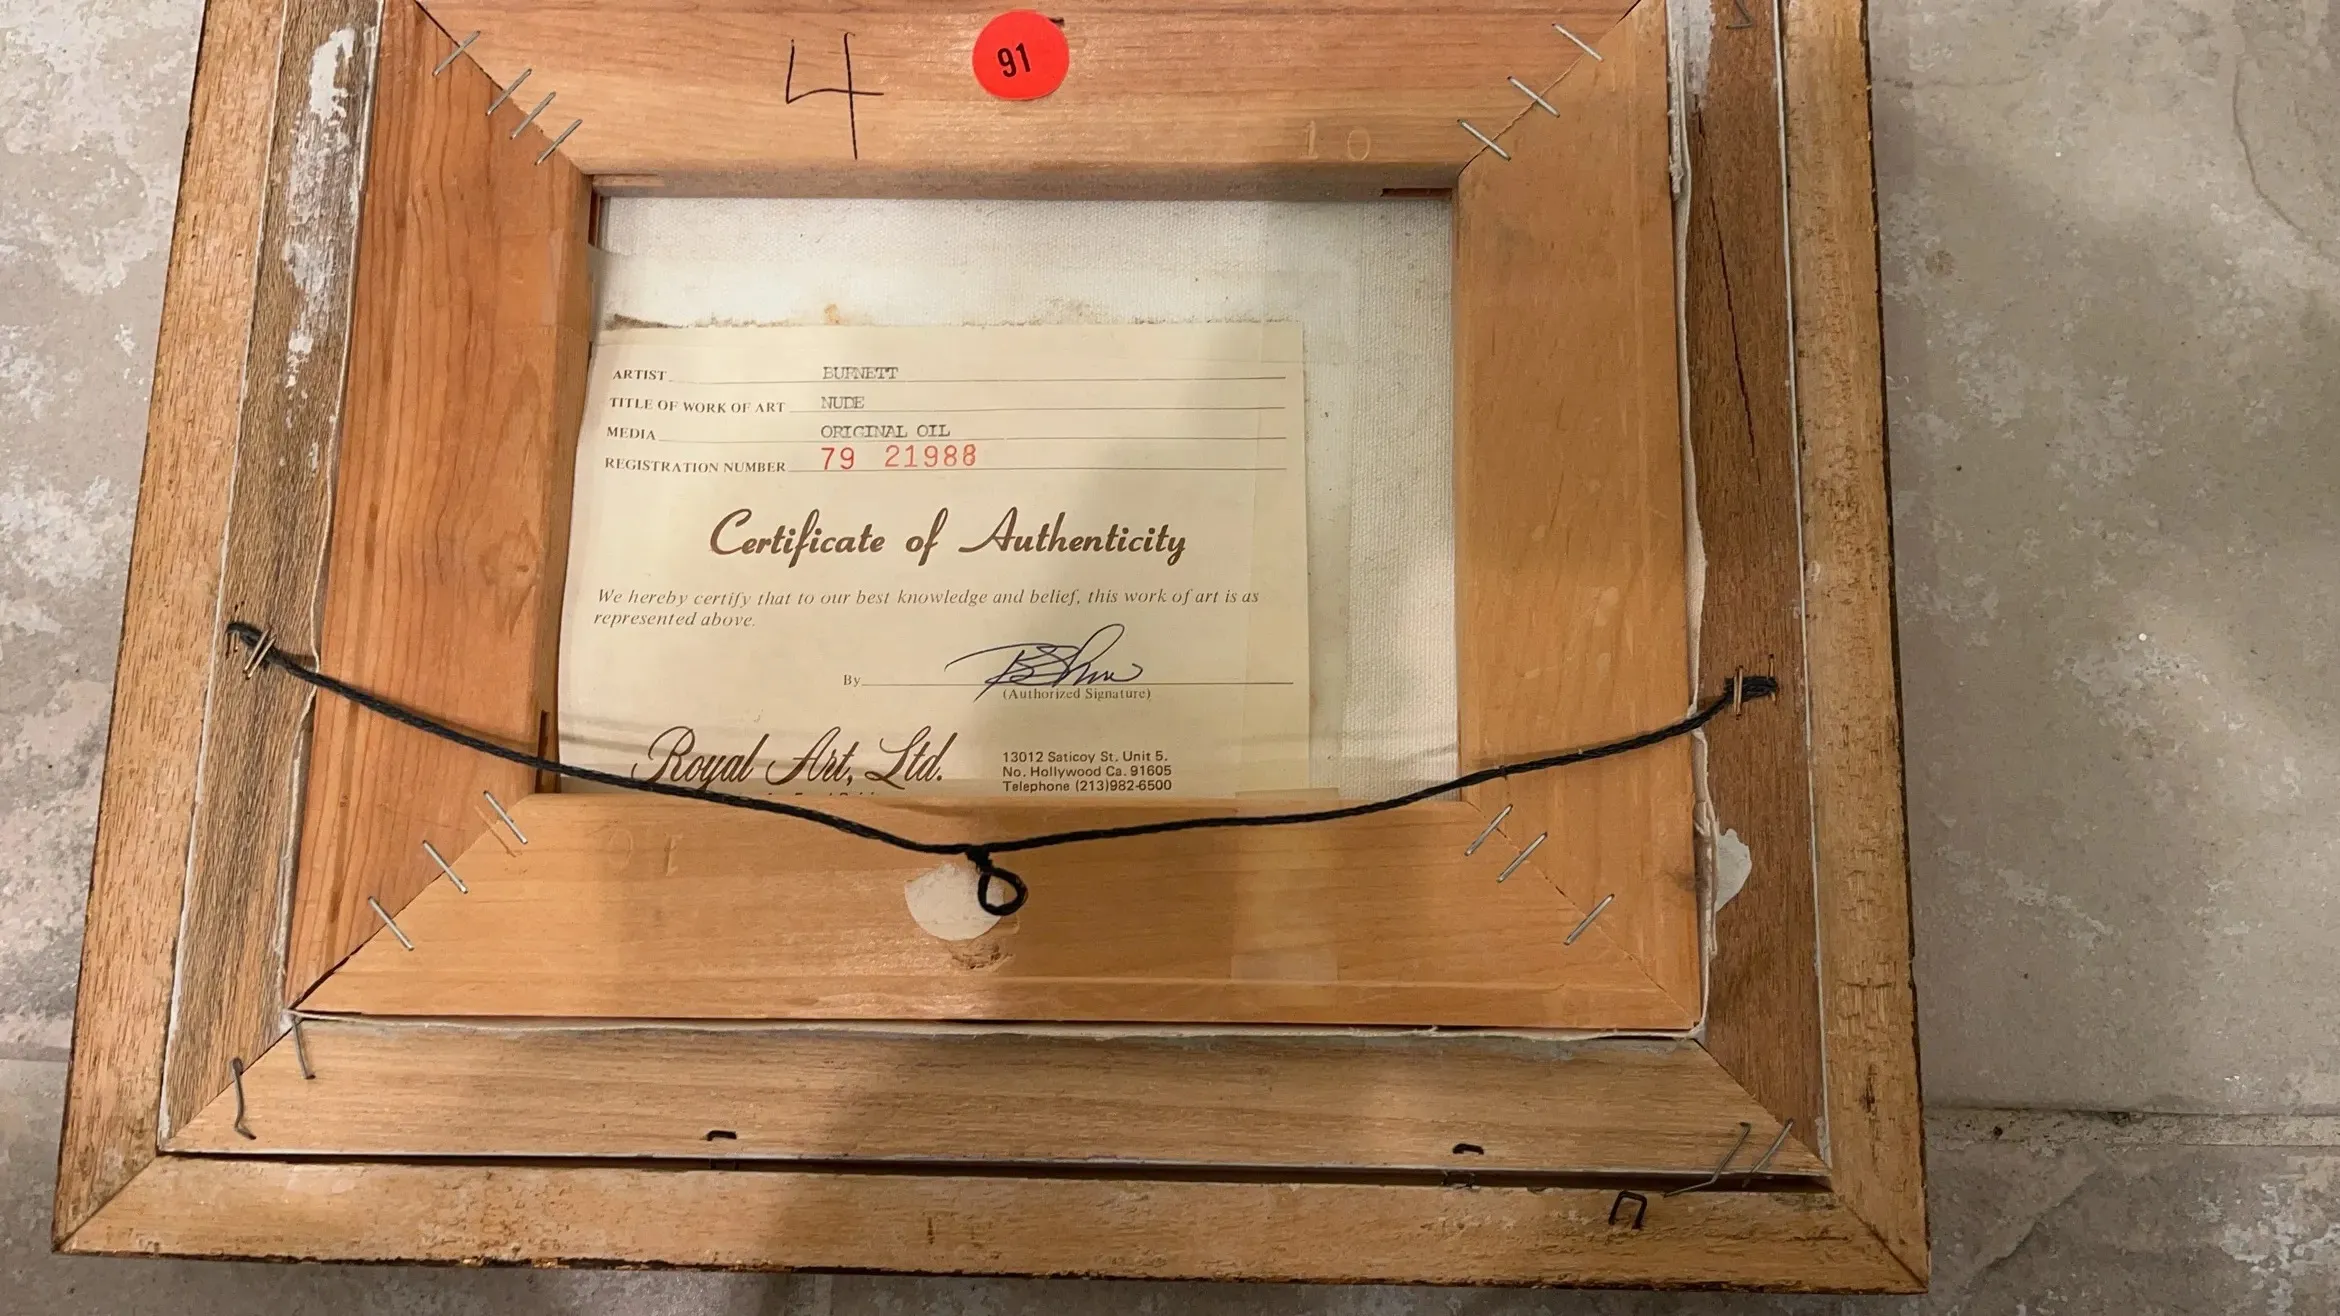 4
91
10
ARTIST BURNETT
TITLE OF WORK OF ART NUDE
MEDIA ORIGINAL OIL
REGISTRATION NUMBER 79 21988
Certificate of Authenticity
We hereby certify that to our best knowledge and belief, this work of art is as
represented above.
By
(Authorized Signature)
Royal Art, Ltd.
13012 Saticoy St. Unit 5.
No. Hollywood Ca. 91605
Telephone (213)982-6500
10